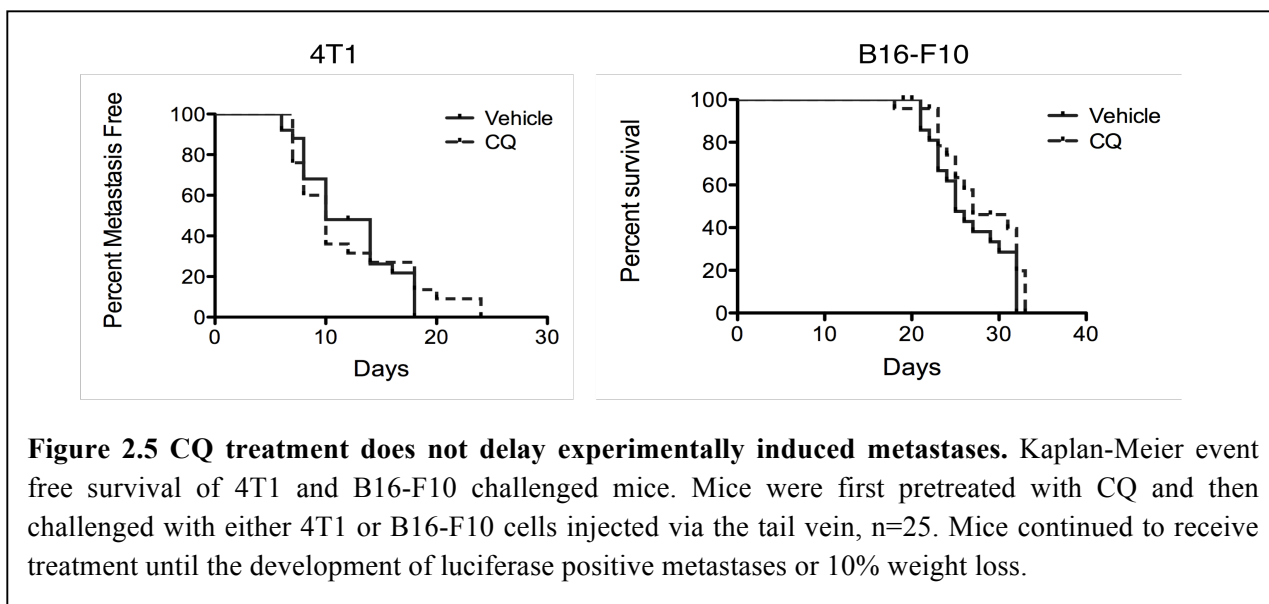 4T1
Percent Metastasis Free
100
80
60
40
20
0
0 10 20 30
Days
Vehicle
CQ
B16-F10
Percent survival
100
80
60
40
20
0
0 10 20 30 40
Days
Vehicle
CQ
Figure 2.5 CQ treatment does not delay experimentally induced metastases. Kaplan-Meier event
free survival of 4T1 and B16-F10 challenged mice. Mice were first pretreated with CQ and then
challenged with either 4T1 or B16-F10 cells injected via the tail vein, n=25. Mice continued to receive
treatment until the development of luciferase positive metastases or 10% weight loss.